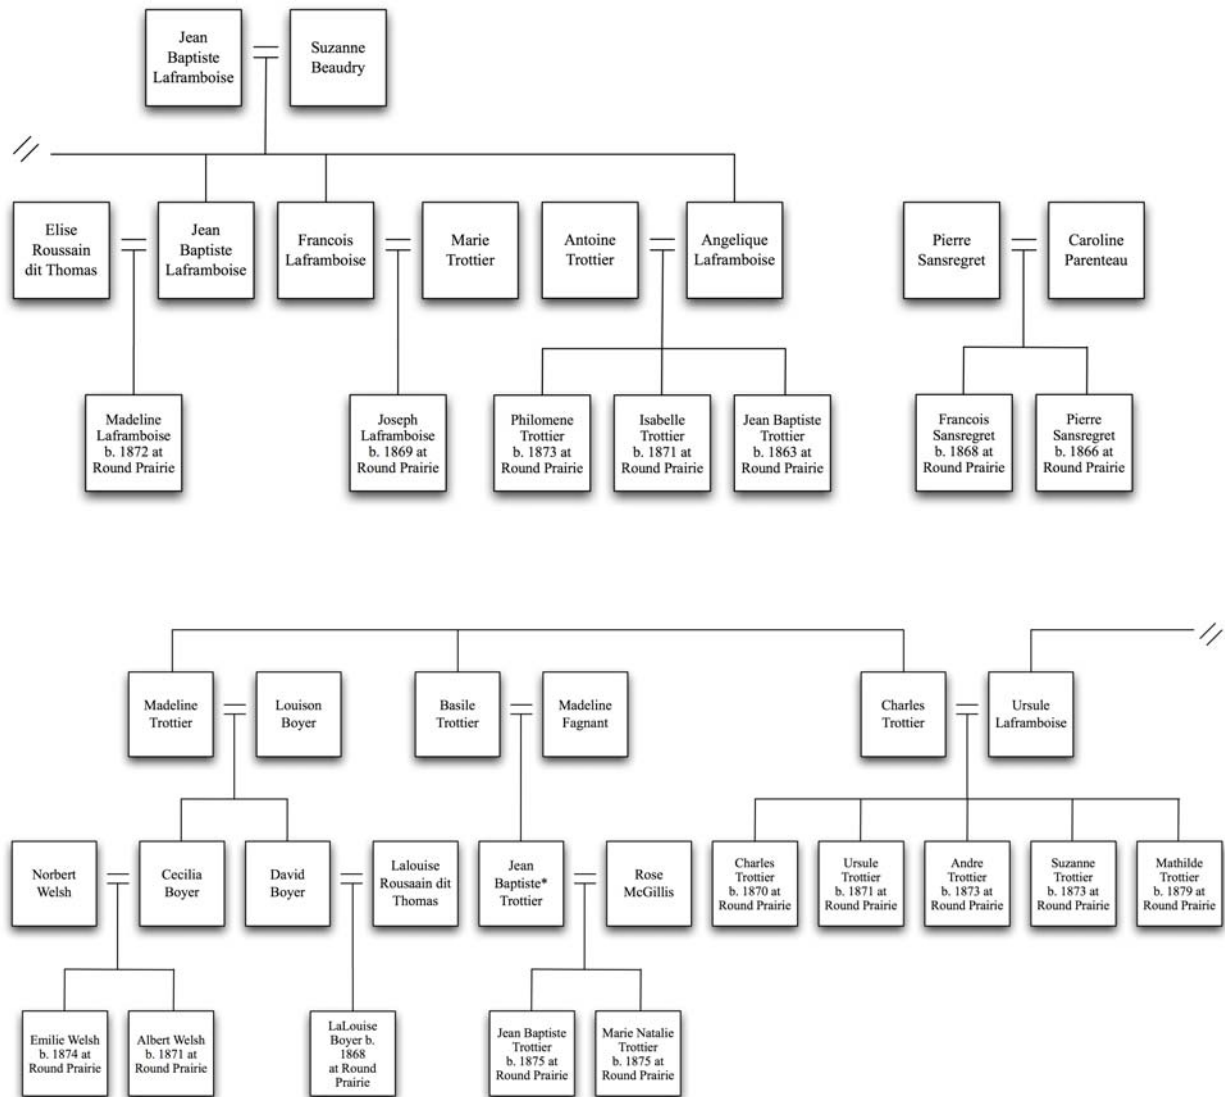 Jean
Baptiste
Laframboise
Suzanne
Beaudry
Elise
Roussain
dit Thomas
Jean
Baptiste
Laframboise
Francois
Laframboise
Marie
Trottier
Antoine
Trottier
Angelique
Laframboise
Pierre
Sansregret
Caroline
Parenteau
Madeline
Laframboise
b. 1872 at
Round Prairie
Joseph
Laframboise
b. 1869 at
Round Prairie
Philomene
Trottier
b. 1873 at
Round Prairie
Isabelle
Trottier
b. 1871 at
Round Prairie
Jean Baptiste
Trottier
b. 1863 at
Round Prairie
Francois
Sansregret
b. 1868 at
Round Prairie
Pierre
Sansregret
b. 1866 at
Round Prairie
Madeline
Trottier
Louison
Boyer
Basile
Trottier
Madeline
Fagnant
Charles
Trottier
Ursule
Laframboise
Norbert
Welsh
Cecilia
Boyer
David
Boyer
Lalouise
Rousaain dit
Thomas
Jean
Baptiste*
Trottier
Rose
McGillis
Charles
Trottier
b. 1870 at
Round Prairie
Ursule
Trottier
b. 1871 at
Round Prairie
Andre
Trottier
b. 1873 at
Round Prairie
Suzanne
Trottier
b. 1873 at
Round Prairie
Mathilde
Trottier
b. 1879 at
Round Prairie
Emilie Welsh
b. 1874 at
Round Prairie
Albert Welsh
b. 1871 at
Round Prairie
LaLouise
Boyer b.
1868
at Round
Prairie
Jean Baptiste
Trottier
b. 1875 at
Round Prairie
Marie Natalie
Trottier
b. 1875 at
Round Prairie